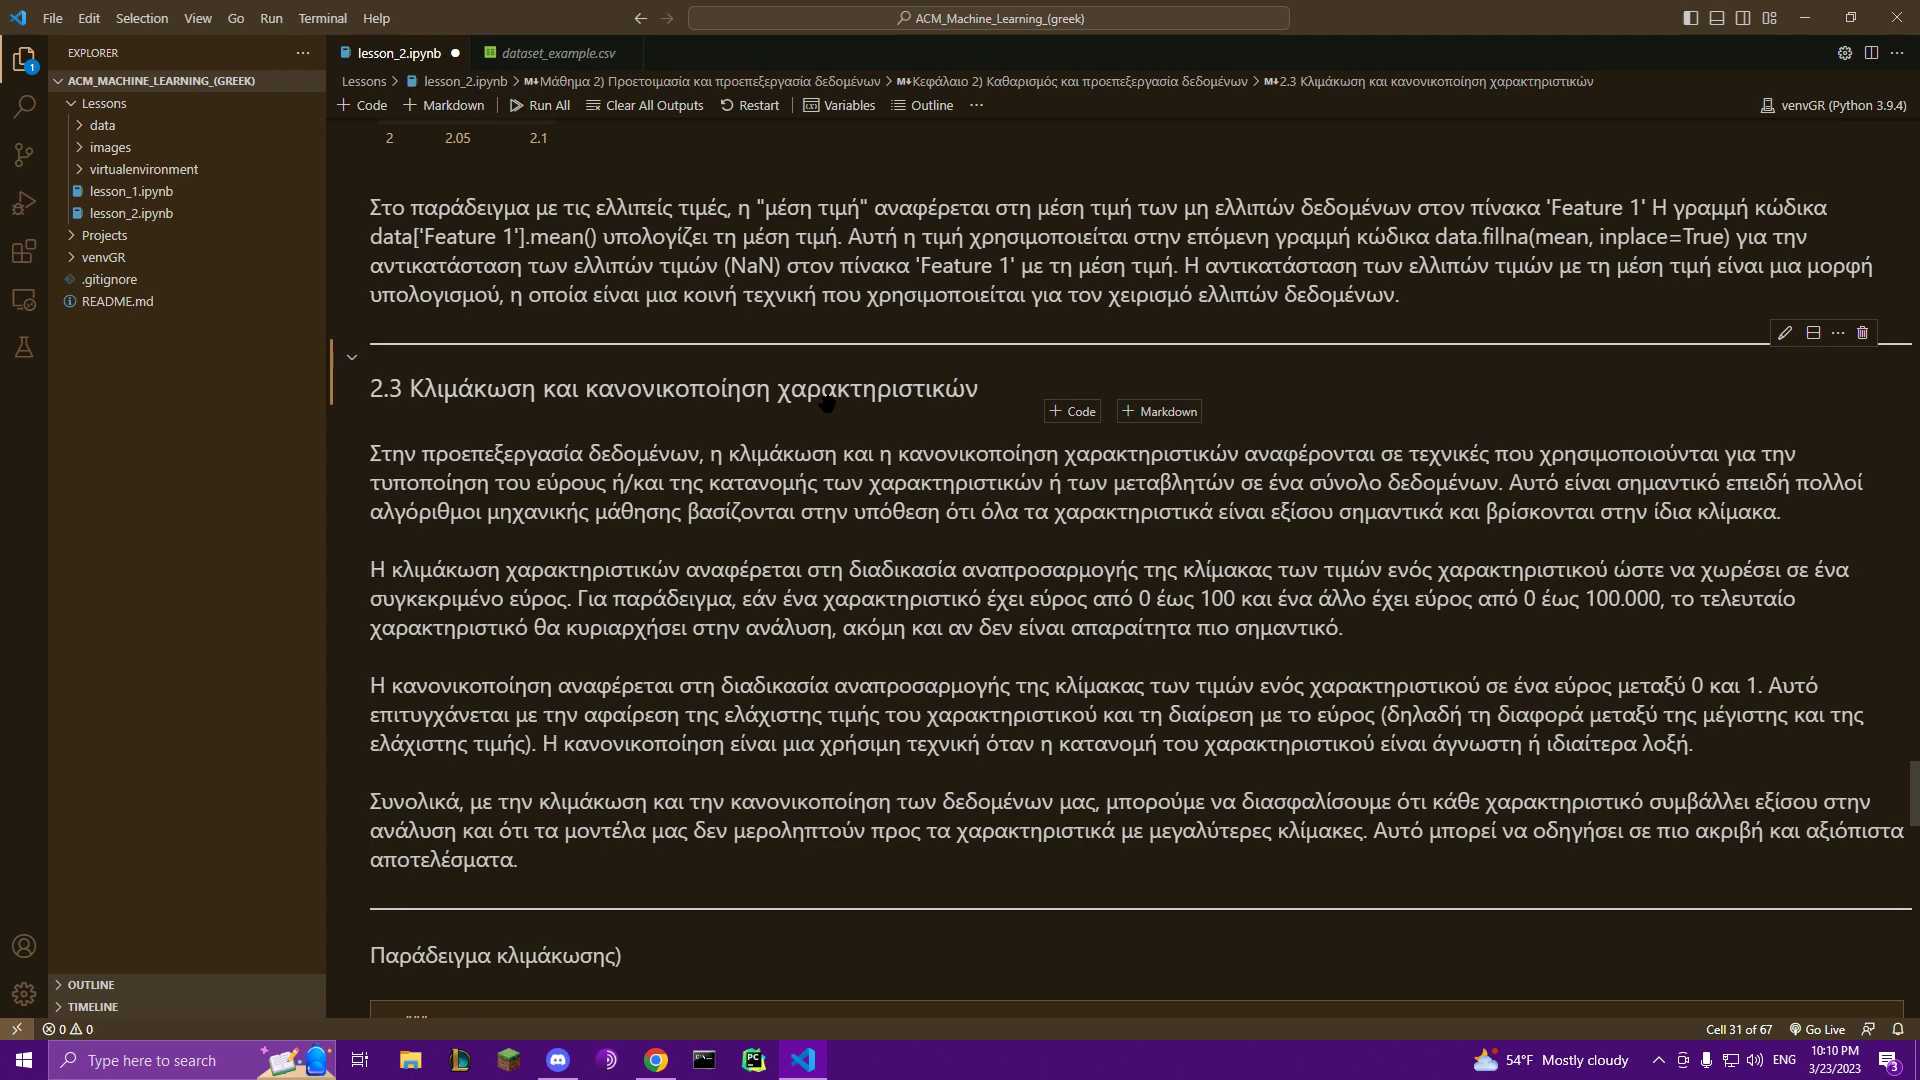 File Edit Selection View Go Run Terminal Help
ACM_Machine_Learning_(greek)
EXPLORER
lesson_2.ipynb
dataset_example.csv
ACM_MACHINE_LEARNING_(GREEK)
Lessons
data
images
virtualenvironment
lesson_1.ipynb
lesson_2.ipynb
Projects
venvGR
.gitignore
README.md
OUTLINE
TIMELINE
Lessons > lesson_2.ipynb > Μάθημα 2) Προετοιμασία και προεπεξεργασία δεδομένων > Κεφάλαιο 2) Καθαρισμός και προεπεξεργασία δεδομένων > 2.3 Κλιμάκωση και κανονικοποίηση χαρακτηριστικών
+ Code + Markdown Run All Clear All Outputs Restart Variables Outline ...
venvGR (Python 3.9.4)
2 2.05 2.1
Στο παράδειγμα με τις ελλιπείς τιμές, η "μέση τιμή" αναφέρεται στη μέση τιμή των μη ελλιπών δεδομένων στον πίνακα 'Feature 1' Η γραμμή κώδικα
data['Feature 1'].mean() υπολογίζει τη μέση τιμή. Αυτή η τιμή χρησιμοποιείται στην επόμενη γραμμή κώδικα data.fillna(mean, inplace=True) για την
αντικατάσταση των ελλιπών τιμών (NaN) στον πίνακα 'Feature 1' με τη μέση τιμή. Η αντικατάσταση των ελλιπών τιμών με τη μέση τιμή είναι μια μορφή
υπολογισμού, η οποία είναι μια κοινή τεχνική που χρησιμοποιείται για τον χειρισμό ελλιπών δεδομένων.
2.3 Κλιμάκωση και κανονικοποίηση χαρακτηριστικών
+ Code + Markdown
Στην προεπεξεργασία δεδομένων, η κλιμάκωση και η κανονικοποίηση χαρακτηριστικών αναφέρονται σε τεχνικές που χρησιμοποιούνται για την
τυποποίηση του εύρους ή/και της κατανομής των χαρακτηριστικών ή των μεταβλητών σε ένα σύνολο δεδομένων. Αυτό είναι σημαντικό επειδή πολλοί
αλγόριθμοι μηχανικής μάθησης βασίζονται στην υπόθεση ότι όλα τα χαρακτηριστικά είναι εξίσου σημαντικά και βρίσκονται στην ίδια κλίμακα.
Η κλιμάκωση χαρακτηριστικών αναφέρεται στη διαδικασία αναπροσαρμογής της κλίμακας των τιμών ενός χαρακτηριστικού ώστε να χωρέσει σε ένα
συγκεκριμένο εύρος. Για παράδειγμα, εάν ένα χαρακτηριστικό έχει εύρος από 0 έως 100 και ένα άλλο έχει εύρος από 0 έως 100.000, το τελευταίο
χαρακτηριστικό θα κυριαρχήσει στην ανάλυση, ακόμη και αν δεν είναι απαραίτητα πιο σημαντικό.
Η κανονικοποίηση αναφέρεται στη διαδικασία αναπροσαρμογής της κλίμακας των τιμών ενός χαρακτηριστικού σε ένα εύρος μεταξύ 0 και 1. Αυτό
επιτυγχάνεται με την αφαίρεση της ελάχιστης τιμής του χαρακτηριστικού και τη διαίρεση με το εύρος (δηλαδή τη διαφορά μεταξύ της μέγιστης και της
ελάχιστης τιμής). Η κανονικοποίηση είναι μια χρήσιμη τεχνική όταν η κατανομή του χαρακτηριστικού είναι άγνωστη ή ιδιαίτερα λοξή.
Συνολικά, με την κλιμάκωση και την κανονικοποίηση των δεδομένων μας, μπορούμε να διασφαλίσουμε ότι κάθε χαρακτηριστικό συμβάλλει εξίσου στην
ανάλυση και ότι τα μοντέλα μας δεν μεροληπτούν προς τα χαρακτηριστικά με μεγαλύτερες κλίμακες. Αυτό μπορεί να οδηγήσει σε πιο ακριβή και αξιόπιστα
αποτελέσματα.
Παράδειγμα κλιμάκωσης)
"""
0 0
Cell 31 of 67 Go Live
Type here to search
54°F Mostly cloudy
ENG
10:10 PM
3/23/2023
3